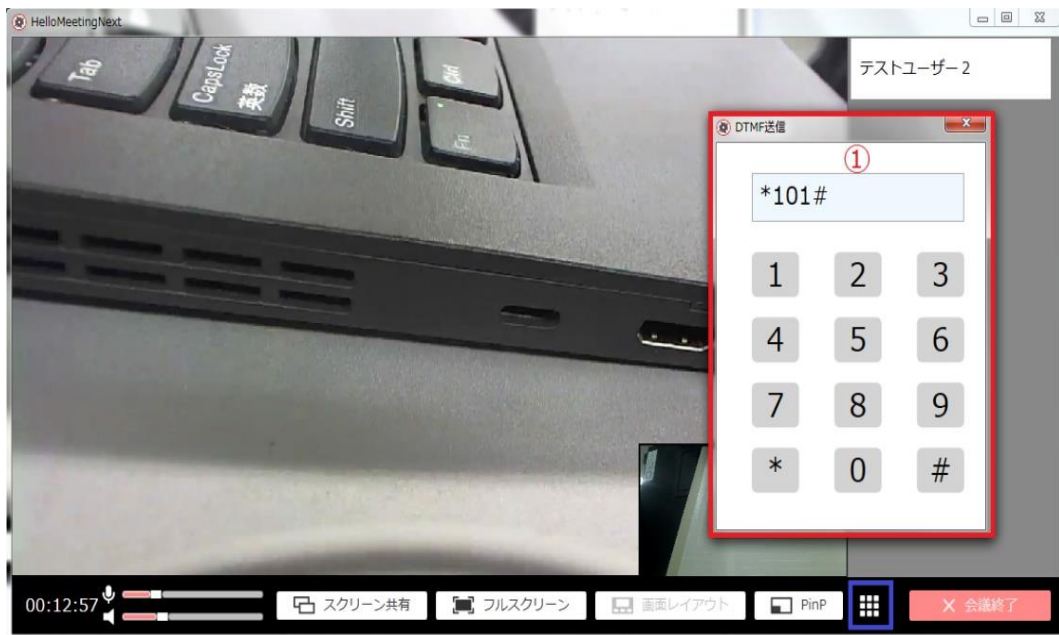 HelloMeetingNext
テストユーザー2
Tab
CapsLock
英数
Shift
Ctrl
Fn
DTMF送信
①
*101#
1 2 3
4 5 6
7 8 9
* 0 #
00:12:57 スクリーン共有 フルスクリーン 画面レイアウト PinP × 会議終了